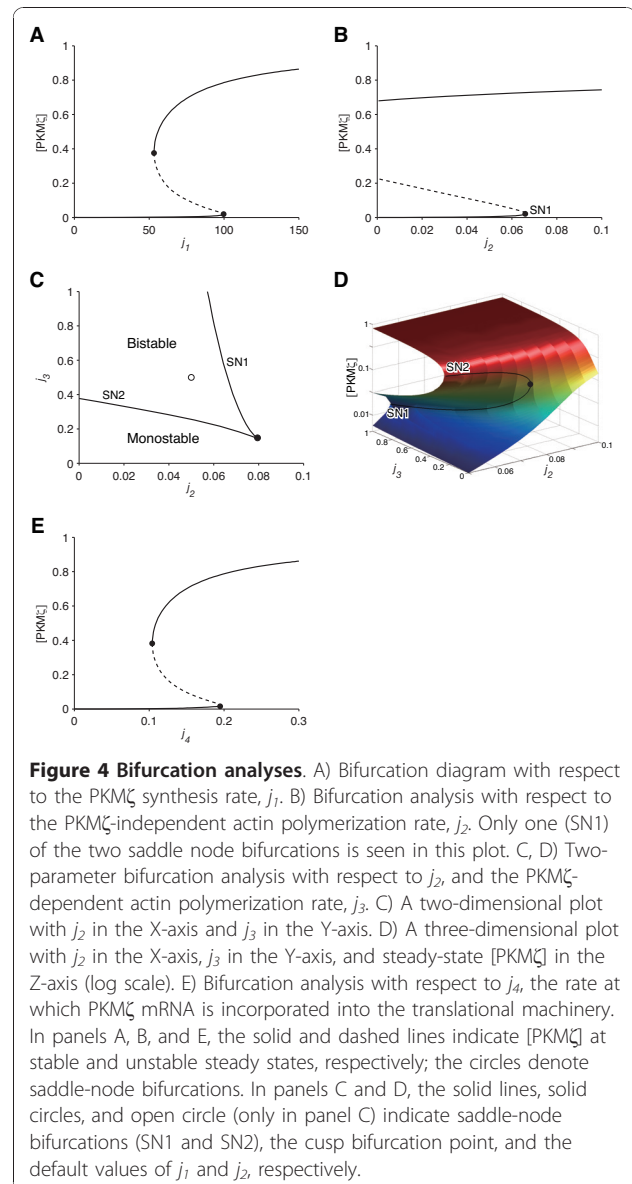 A
[PKMζ]
1
0.8
0.6
0.4
0.2
0
0
50
100
150
j1
B
[PKMζ]
1
0.8
0.6
0.4
0.2
0
SN1
0
0.02
0.04
0.06
0.08
0.1
j2
C
j3
1
0.8
0.6
0.4
0.2
0
Bistable
SN1
SN2
Monostable
0
0.02
0.04
0.06
0.08
0.1
j2
D
[PKMζ]
1
0.1
0.01
SN2
SN1
1
0.8
0.6
0.4
0.2
0
j3
0.06
0.08
0.1
j2
E
[PKMζ]
1
0.8
0.6
0.4
0.2
0
0
0.1
0.2
0.3
j4
Figure 4 Bifurcation analyses. A) Bifurcation diagram with respect
to the PKMζ synthesis rate, j1. B) Bifurcation analysis with respect to
the PKMζ-independent actin polymerization rate, j2. Only one (SN1)
of the two saddle node bifurcations is seen in this plot. C, D) Two-
parameter bifurcation analysis with respect to j2, and the PKMζ-
dependent actin polymerization rate, j3. C) A two-dimensional plot
with j2 in the X-axis and j3 in the Y-axis. D) A three-dimensional plot
with j2 in the X-axis, j3 in the Y-axis, and steady-state [PKMζ] in the
Z-axis (log scale). E) Bifurcation analysis with respect to j4, the rate at
which PKMζ mRNA is incorporated into the translational machinery.
In panels A, B, and E, the solid and dashed lines indicate [PKMζ] at
stable and unstable steady states, respectively; the circles denote
saddle-node bifurcations. In panels C and D, the solid lines, solid
circles, and open circle (only in panel C) indicate saddle-node
bifurcations (SN1 and SN2), the cusp bifurcation point, and the
default values of j1 and j2, respectively.